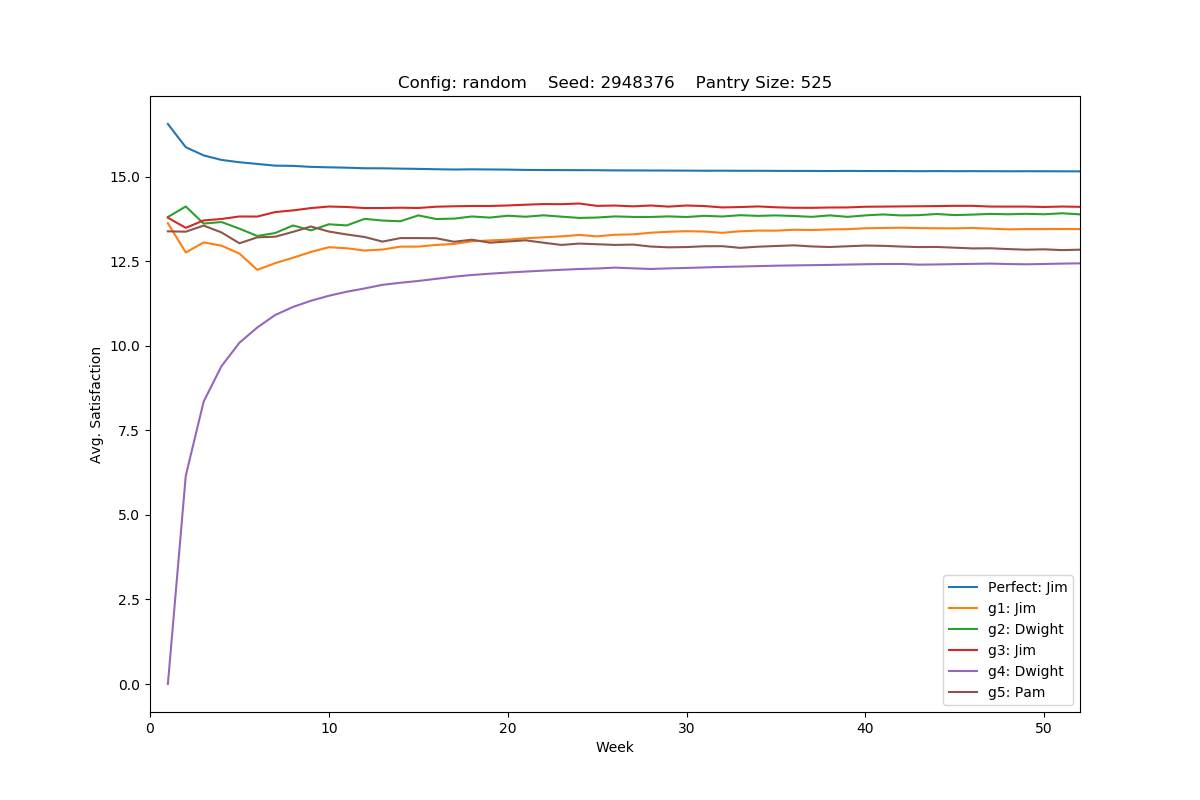 Config: random    Seed: 2948376    Pantry Size: 525
Avg. Satisfaction
15.0
12.5
10.0
7.5
5.0
2.5
0.0
Perfect: Jim
g1: Jim
g2: Dwight
g3: Jim
g4: Dwight
g5: Pam
0 10 20 30 40 50
Week